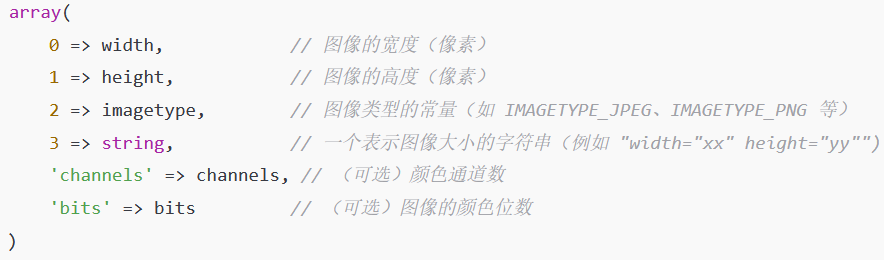 array(
    0 => width,            // 图像的宽度（像素）
    1 => height,           // 图像的高度（像素）
    2 => imagetype,        // 图像类型的常量（如 IMAGETYPE_JPEG、IMAGETYPE_PNG 等）
    3 => string,           // 一个表示图像大小的字符串（例如 "width="xx" height="yy""）
    'channels' => channels, // （可选）颜色通道数
    'bits' => bits         // （可选）图像的颜色位数
)